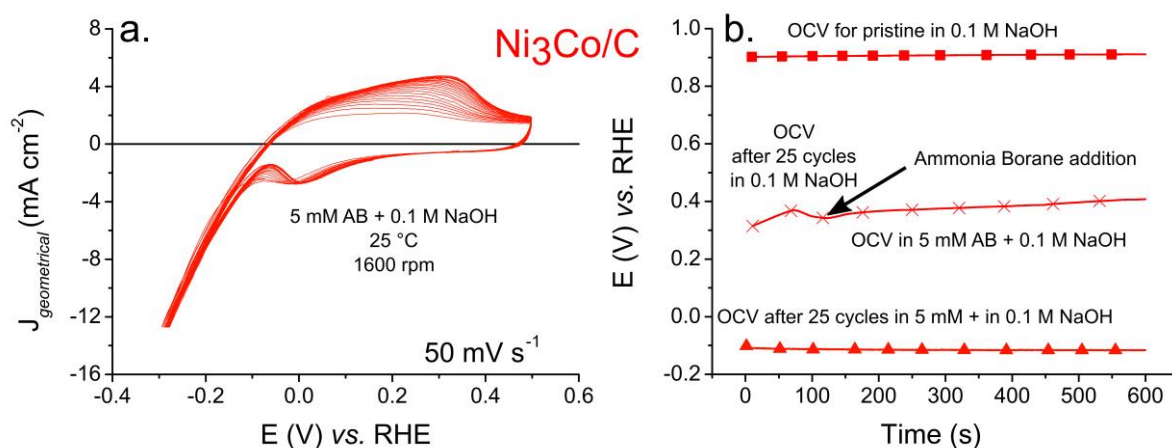 a.
Ni3Co/C
8
4
0
-4
-8
-12
-16
J geometrical (mA cm-2)
5 mM AB + 0.1 M NaOH
25 °C
1600 rpm
50 mV s-1
-0.4
-0.2
0.0
0.2
0.4
0.6
E (V) vs. RHE
b.
OCV for pristine in 0.1 M NaOH
1.0
0.8
0.6
0.4
0.2
0.0
-0.2
E (V) vs. RHE
OCV
after 25 cycles
in 0.1 M NaOH
Ammonia Borane addition
OCV in 5 mM AB + 0.1 M NaOH
OCV after 25 cycles in 5 mM + in 0.1 M NaOH
0
100
200
300
400
500
600
Time (s)